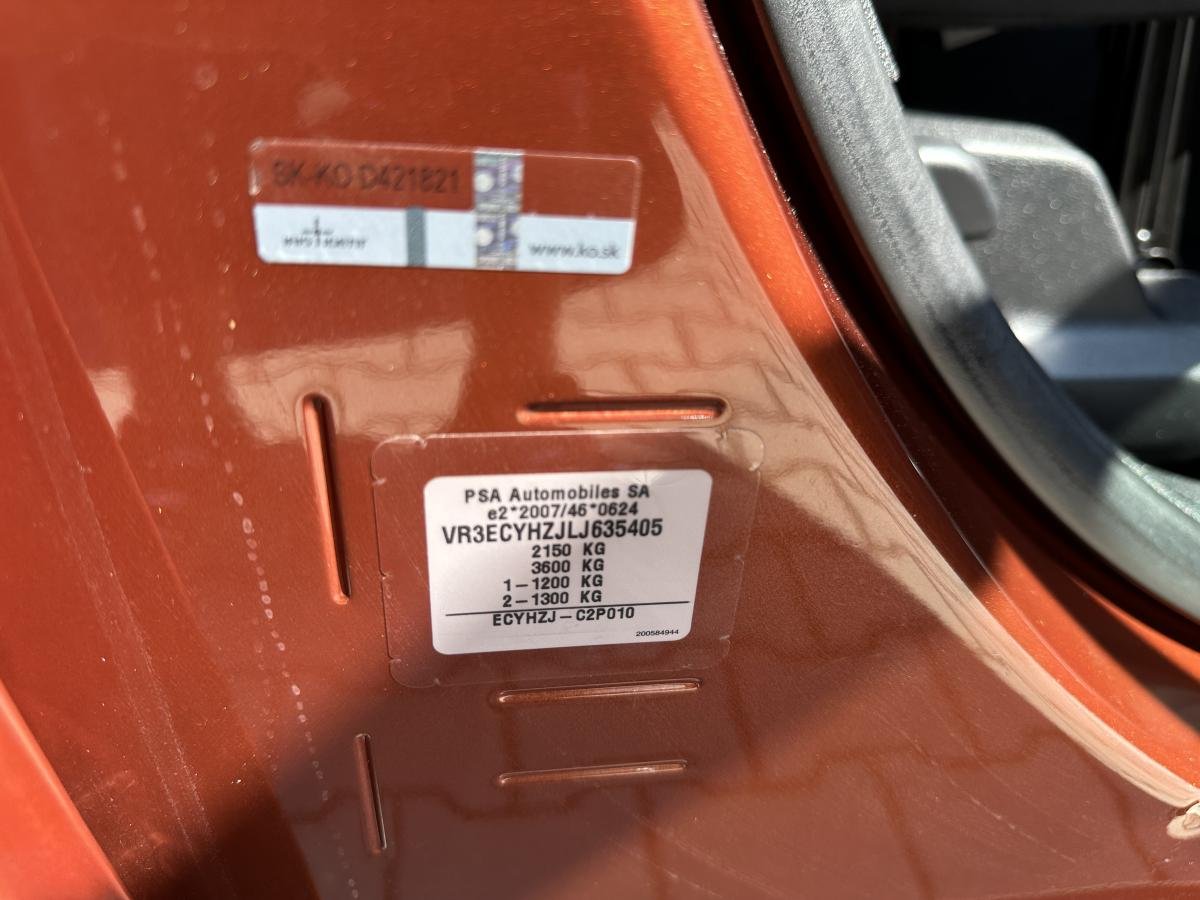 SK-KO D421821
www.ko.sk
PSA Automobiles SA
e2*2007/46*0624
VR3ECYHZJLJ635405
2150 KG
3600 KG
1-1200 KG
2-1300 KG
ECYHZJ-C2P010
200584944